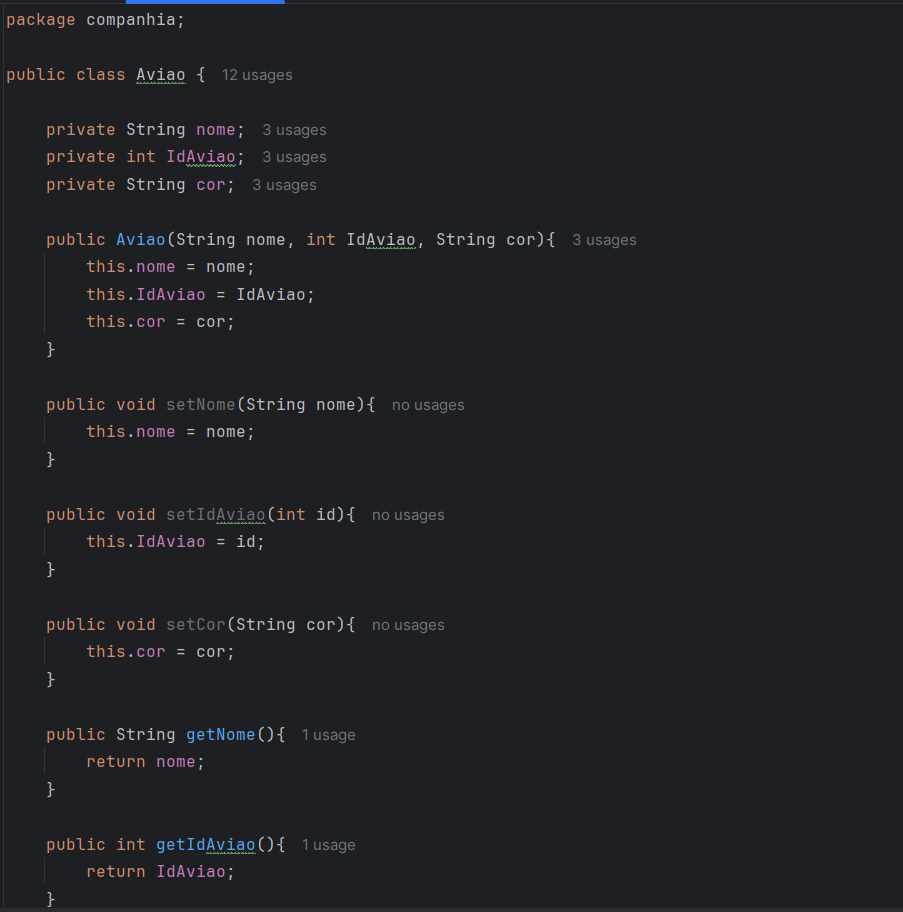 package companhia;
public class Aviao { 12 usages
private String nome; 3 usages
private int IdAviao; 3 usages
private String cor; 3 usages
public Aviao(String nome, int IdAviao, String cor){ 3 usages
this.nome = nome;
this.IdAviao = IdAviao;
this.cor = cor;
}
public void setNome(String nome){ no usages
this.nome = nome;
}
public void setIdAviao(int id){ no usages
this.IdAviao = id;
}
public void setCor(String cor){ no usages
this.cor = cor;
}
public String getNome(){ 1 usage
return nome;
}
public int getIdAviao(){ 1 usage
return IdAviao;
}